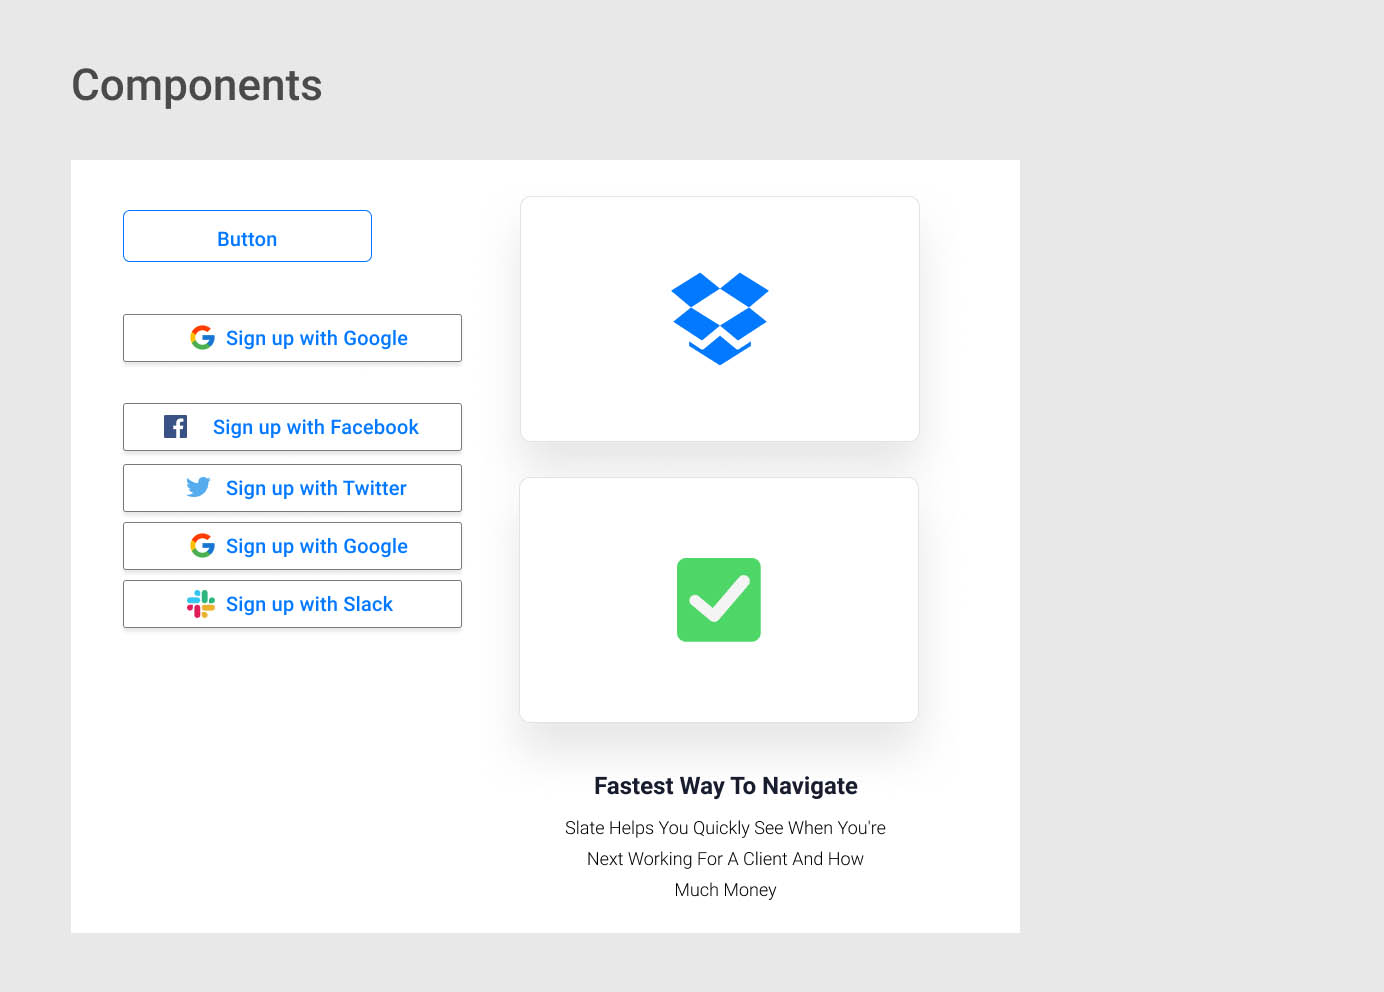 Components
Button
Sign up with Google
Sign up with Facebook
Sign up with Twitter
Sign up with Google
Sign up with Slack
Fastest Way To Navigate
Slate Helps You Quickly See When You're
Next Working For A Client And How
Much Money